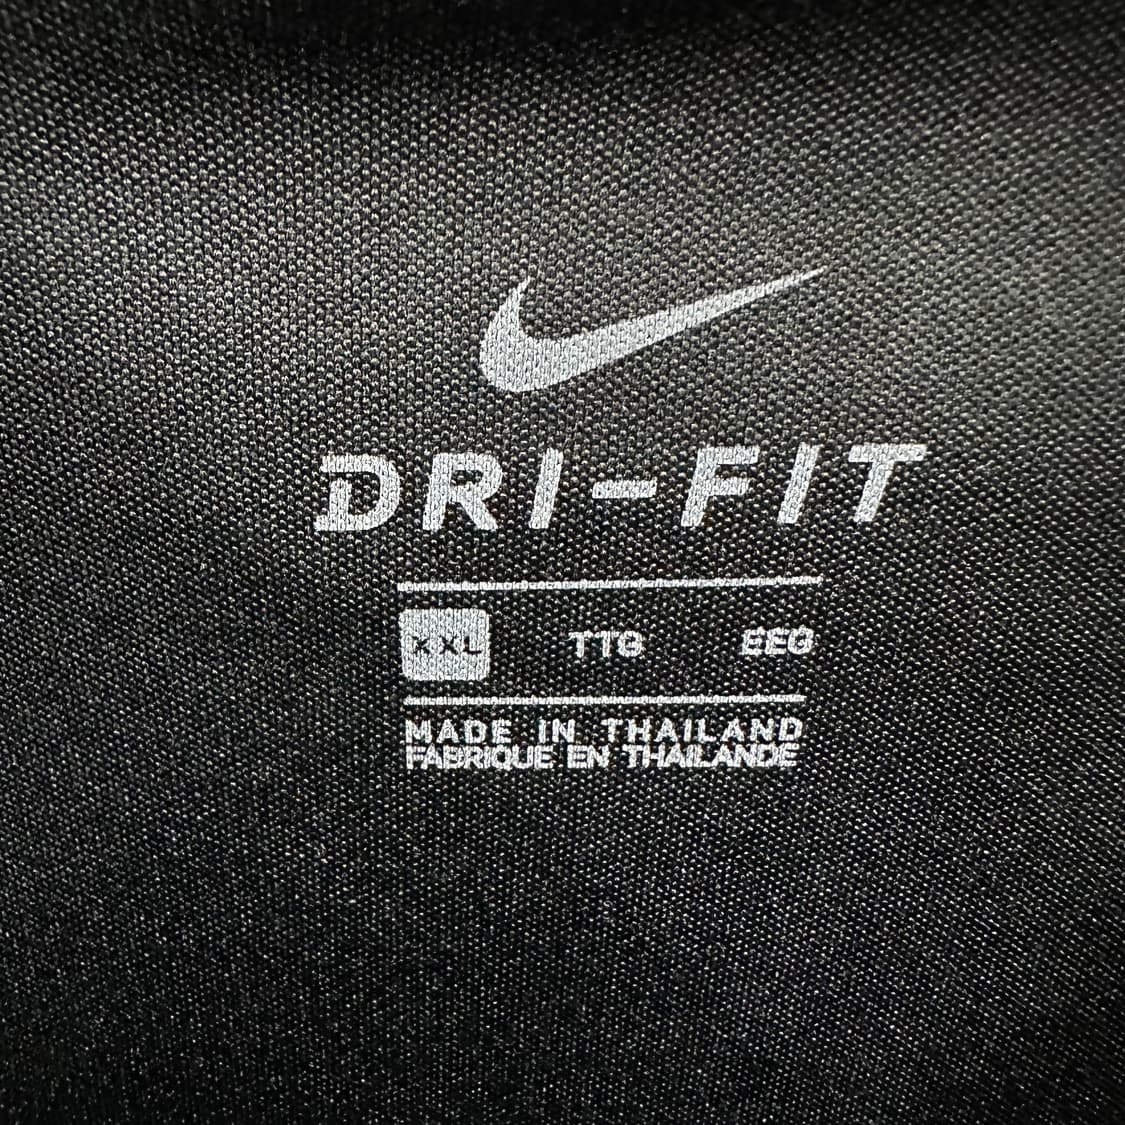 DRI-FIT
XXL TTG EEG
MADE IN THAILAND
FABRIQUE EN THAILANDE